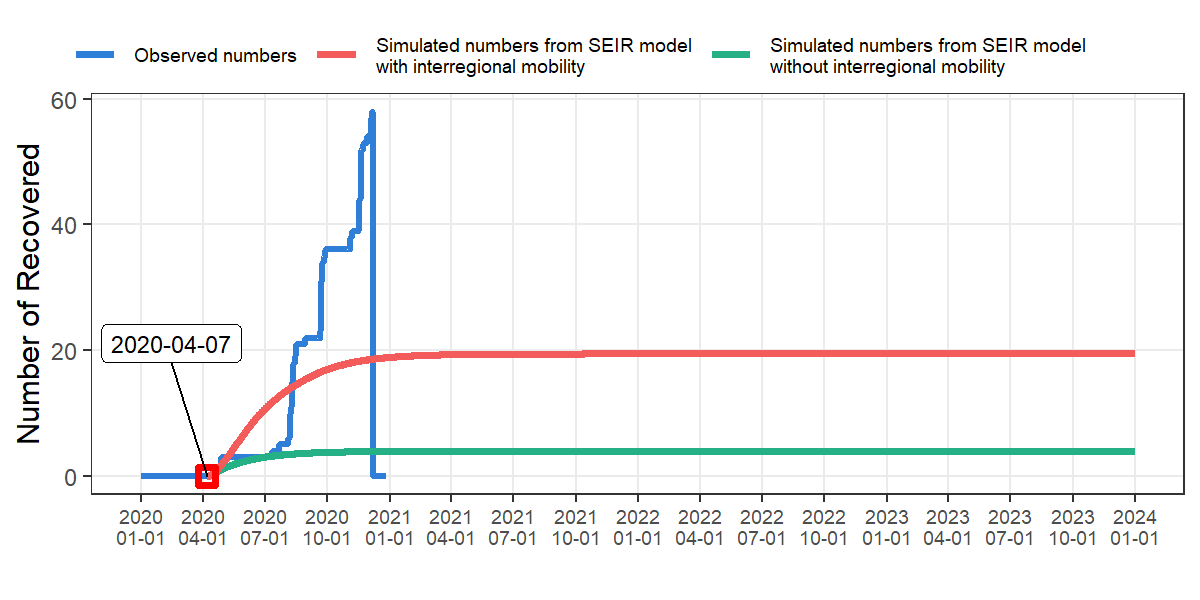 Observed numbers
Simulated numbers from SEIR model
with interregional mobility
Simulated numbers from SEIR model
without interregional mobility
Number of Recovered
60
40
20
0
2020-04-07
2020 2020 2020 2020 2021 2021 2021 2021 2022 2022 2022 2022 2023 2023 2023 2023 2024
01-01 04-01 07-01 10-01 01-01 04-01 07-01 10-01 01-01 04-01 07-01 10-01 01-01 04-01 07-01 10-01 01-01